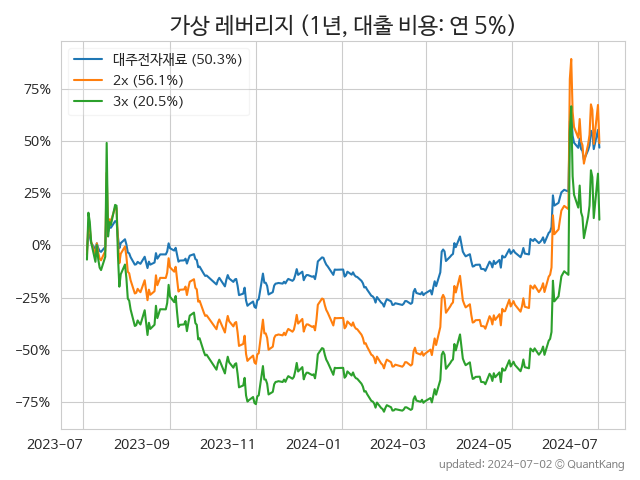 가상 레버리지 (1년, 대출 비용: 연 5%)
대주전자재료 (50.3%)
2x (56.1%)
3x (20.5%)
75%
50%
25%
0%
−25%
−50%
−75%
2023-07
2023-09
2023-11
2024-01
2024-03
2024-05
2024-07
updated: 2024-07-02 © QuantKang